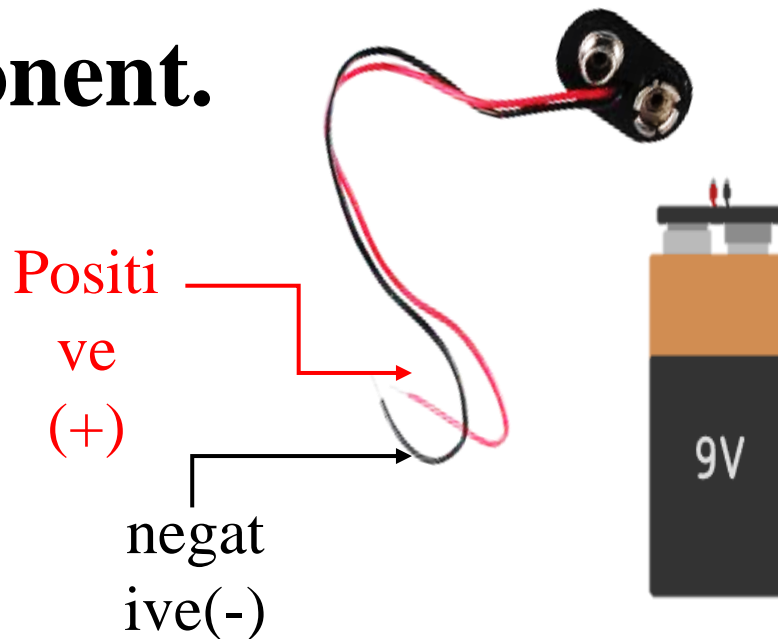 onent.
Positi
ve
(+)
negat
ive(-)
9V